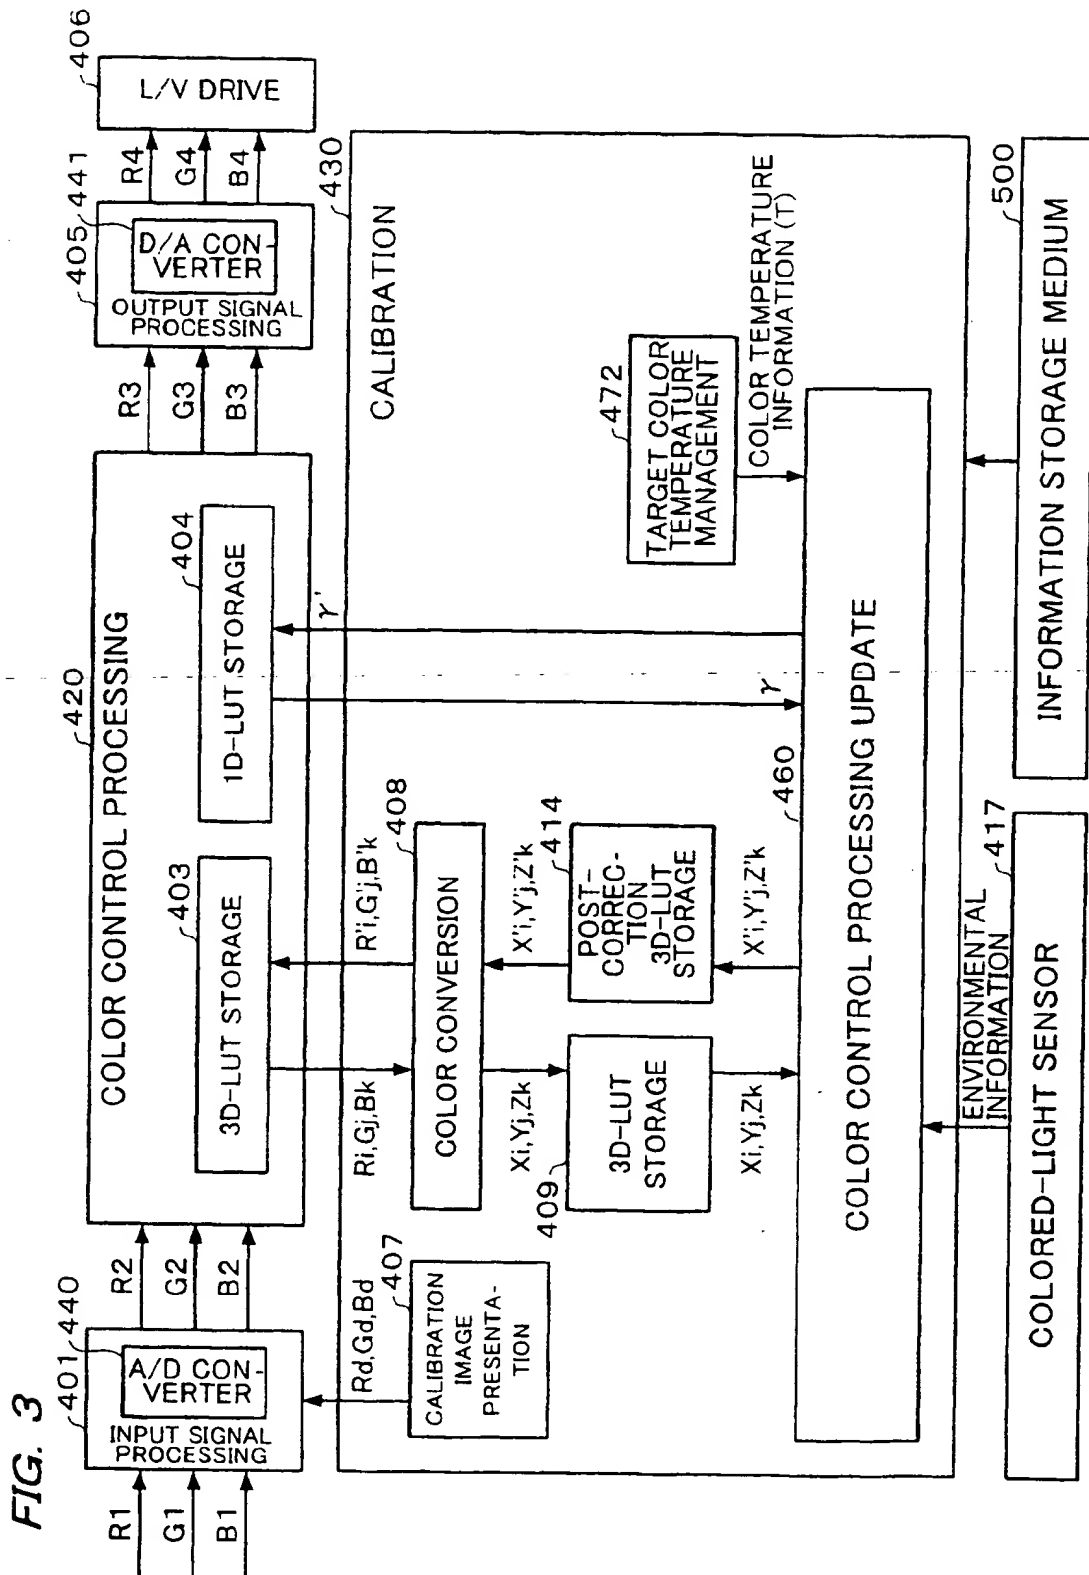 FIG. 3
R1
G1
B1
401
440
A/D CON-
VERTER
INPUT SIGNAL
PROCESSING
R2
G2
B2
420
COLOR CONTROL PROCESSING
403
3D-LUT STORAGE
404
1D-LUT STORAGE
R3
G3
B3
405
441
D/A CON-
VERTER
OUTPUT SIGNAL
PROCESSING
R4
G4
B4
406
L/V DRIVE
430
CALIBRATION
Rd,Gd,Bd
407
CALIBRATION
IMAGE
PRESENTA-
TION
Ri,Gj,Bk
R"i,G"j,B"k
408
COLOR CONVERSION
Xi,Yj,Zk
X"i,Y"j,Z"k
409
3D-LUT
STORAGE
414
POST-
CORREC-
TION
3D-LUT
STORAGE
Xi,Yj,Zk
X"i,Y"j,Z"k
γ
γ'
472
TARGET COLOR
TEMPERATURE
MANAGEMENT
COLOR TEMPERATURE
INFORMATION (T)
460
COLOR CONTROL PROCESSING UPDATE
ENVIRONMENTAL
INFORMATION
417
COLORED-LIGHT SENSOR
500
INFORMATION STORAGE MEDIUM